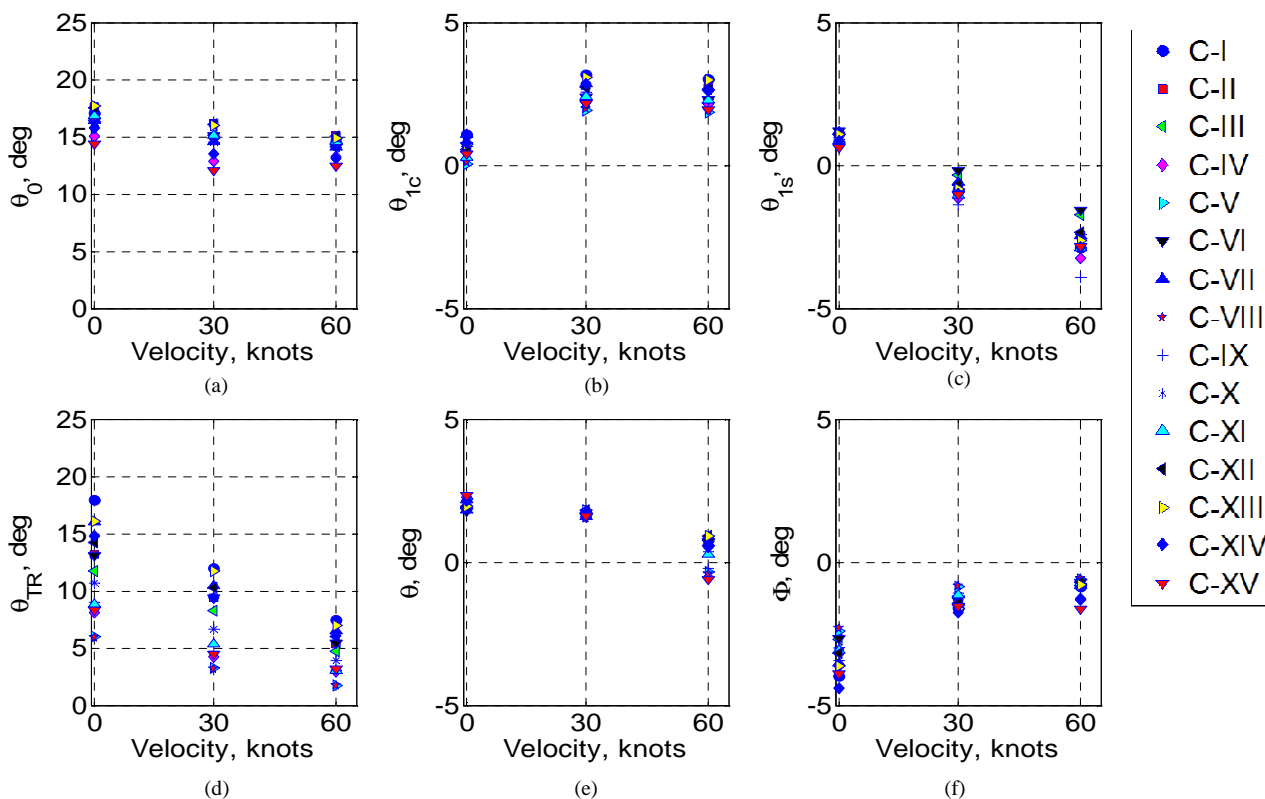 θ0, deg
25
20
15
10
5
0
0 30 60
Velocity, knots
(a)
θ1c, deg
5
0
-5
0 30 60
Velocity, knots
(b)
θ1s, deg
5
0
-5
0 30 60
Velocity, knots
(c)
θTR, deg
25
20
15
10
5
0
0 30 60
Velocity, knots
(d)
θ, deg
5
0
-5
0 30 60
Velocity, knots
(e)
Φ, deg
5
0
-5
0 30 60
Velocity, knots
(f)
C-I
C-II
C-III
C-IV
C-V
C-VI
C-VII
C-VIII
C-IX
C-X
C-XI
C-XII
C-XIII
C-XIV
C-XV